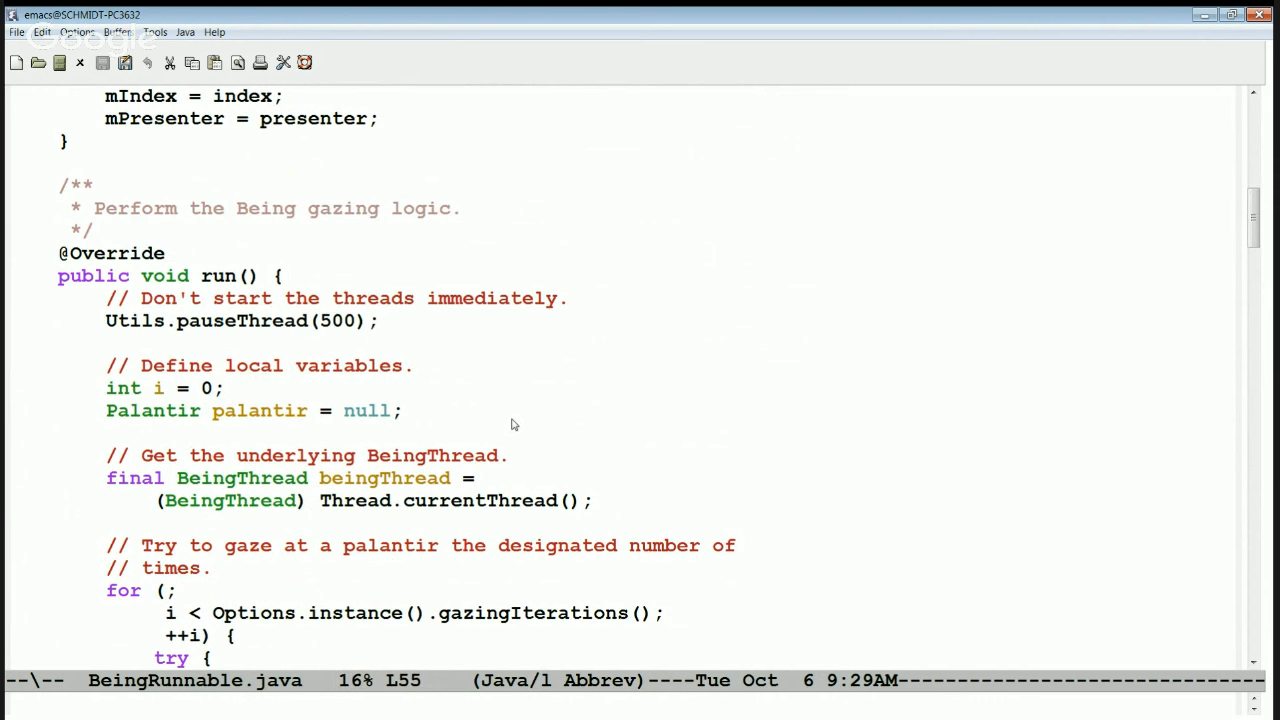 emacs@SCHMIDT-PC3632
File Edit Options Buffers Tools Java Help
Google
mIndex = index;
mPresenter = presenter;
}
/**
* Perform the Being gazing logic.
*/
@Override
public void run() {
// Don't start the threads immediately.
Utils.pauseThread(500);
// Define local variables.
int i = 0;
Palantir palantir = null;
// Get the underlying BeingThread.
final BeingThread beingThread =
(BeingThread) Thread.currentThread();
// Try to gaze at a palantir the designated number of
// times.
for (;
i < Options.instance().gazingIterations();
++i) {
try {
--\-- BeingRunnable.java 16% L55 (Java/l Abbrev)----Tue Oct 6 9:29AM-------------------------------